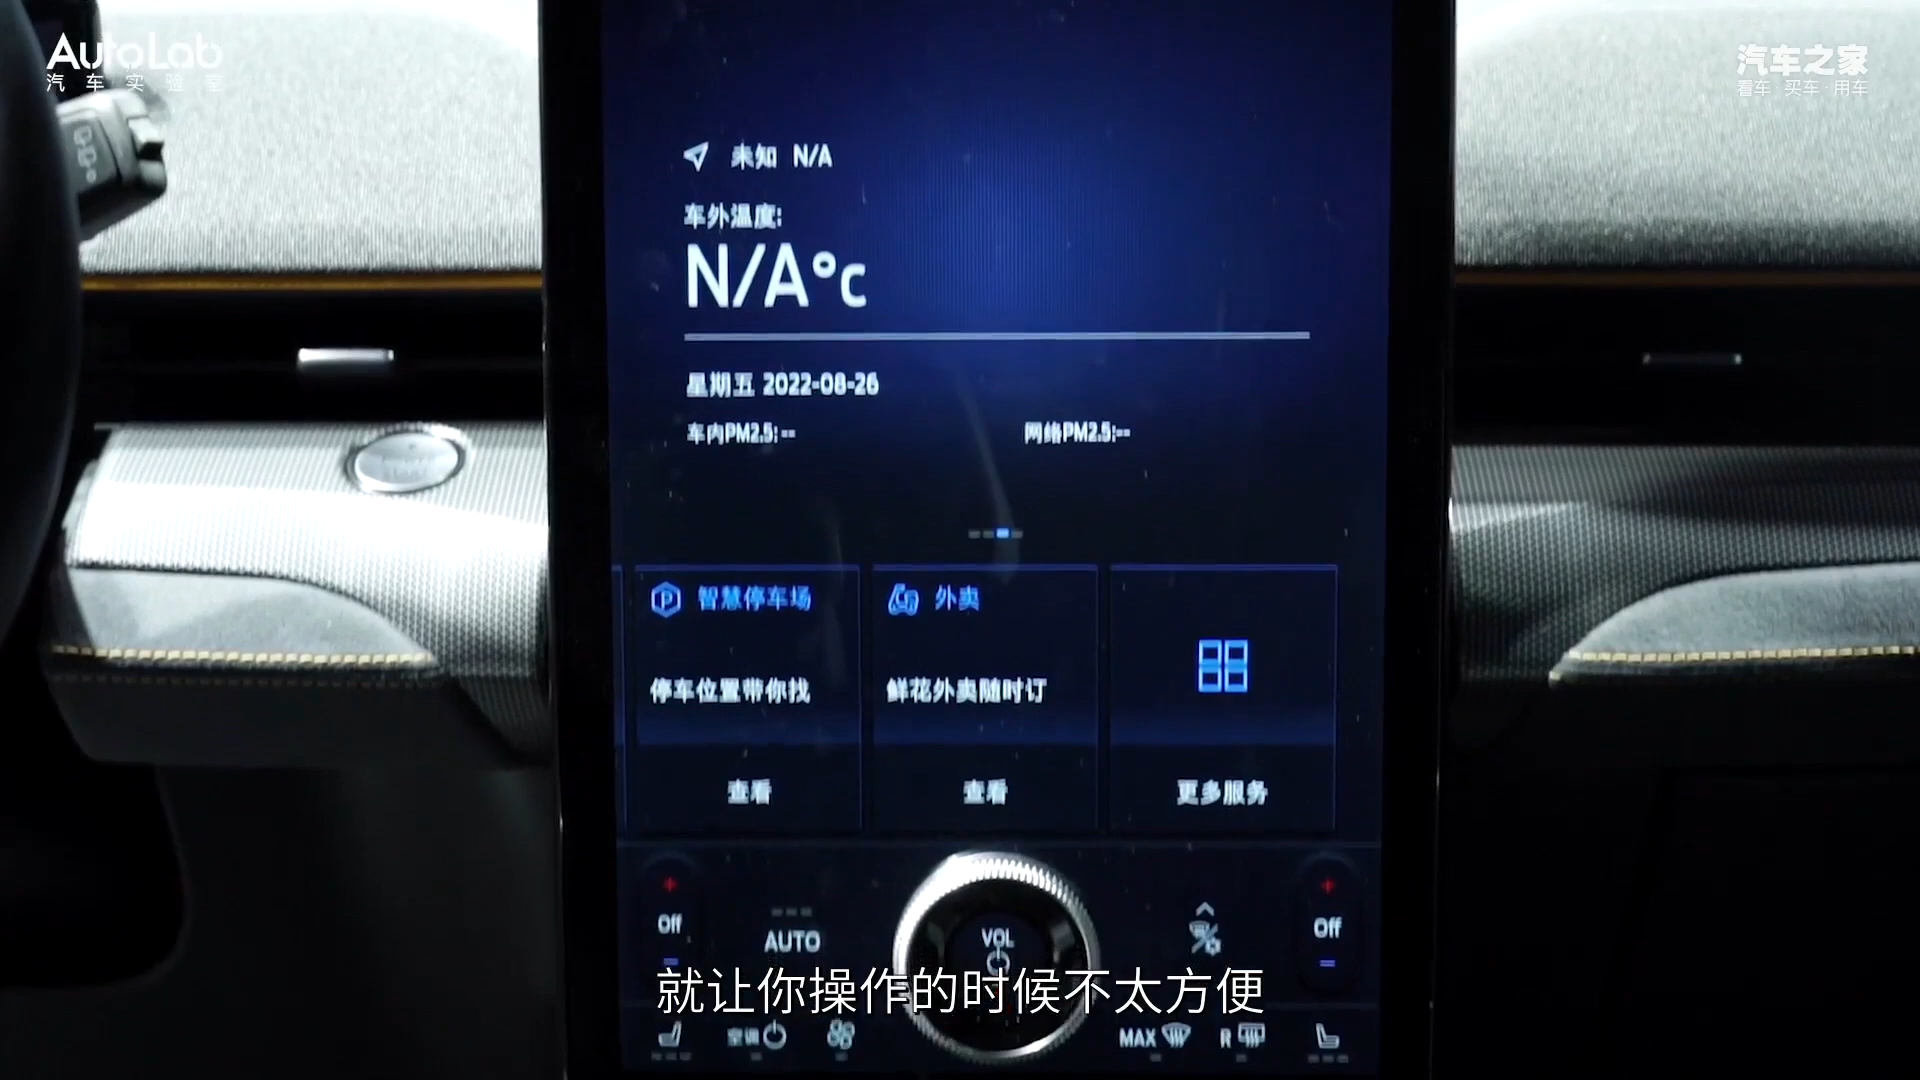 AutoLab
汽车实验室
汽车之家
看车·买车·用车
未知 N/A
车外温度:
N/A°c
星期五 2022-08-26
车内PM2.5:--
网络PM2.5:--
智慧停车场
外卖
停车位置带你找
鲜花外卖随时订
查看
查看
更多服务
Off
AUTO
VOL
Off
就让你操作的时候不太方便
空调
MAX
R